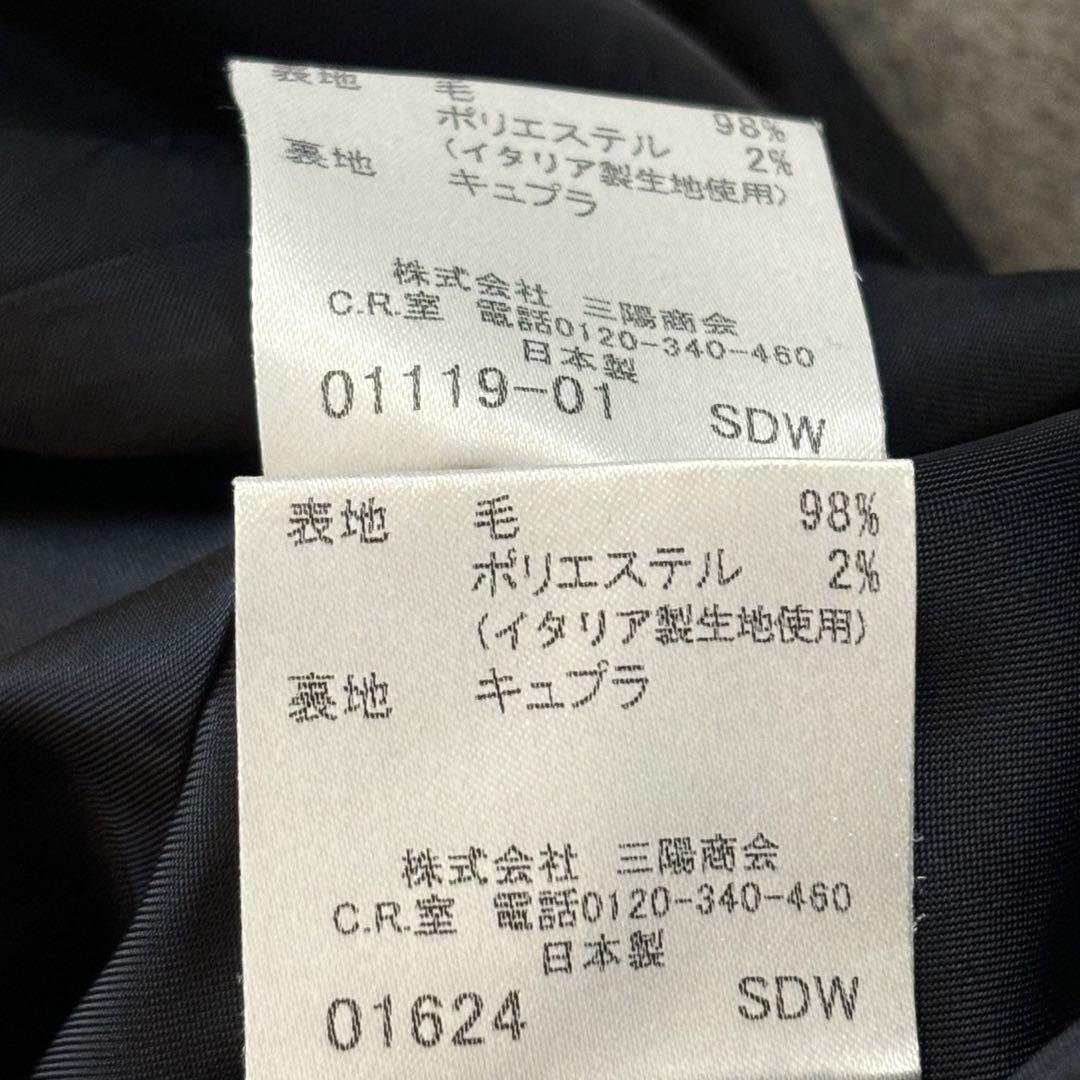 表地 毛 98%
ポリエステル 2%
(イタリア製生地使用)
裏地 キュプラ
株式会社 三陽商会
C.R.室 電話0120-340-460
日本製
01119-01 SDW
表地 毛 98%
ポリエステル 2%
(イタリア製生地使用)
裏地 キュプラ
株式会社 三陽商会
C.R.室 電話0120-340-460
日本製
01624 SDW